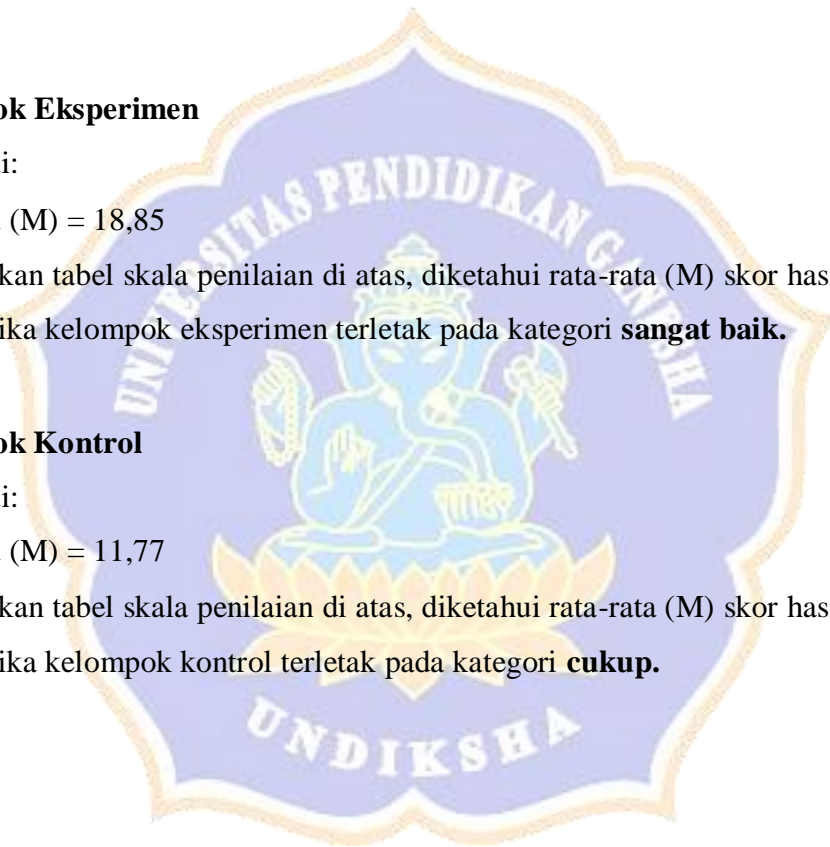 ok Eksperimen
i:
(M) = 18,85
kan tabel skala penilaian di atas, diketahui rata-rata (M) skor has
ika kelompok eksperimen terletak pada kategori sangat baik.
ok Kontrol
i:
(M) = 11,77
kan tabel skala penilaian di atas, diketahui rata-rata (M) skor has
ika kelompok kontrol terletak pada kategori cukup.
UNIVERSITAS PENDIDIKAN GANESHA
UNDIKSHA